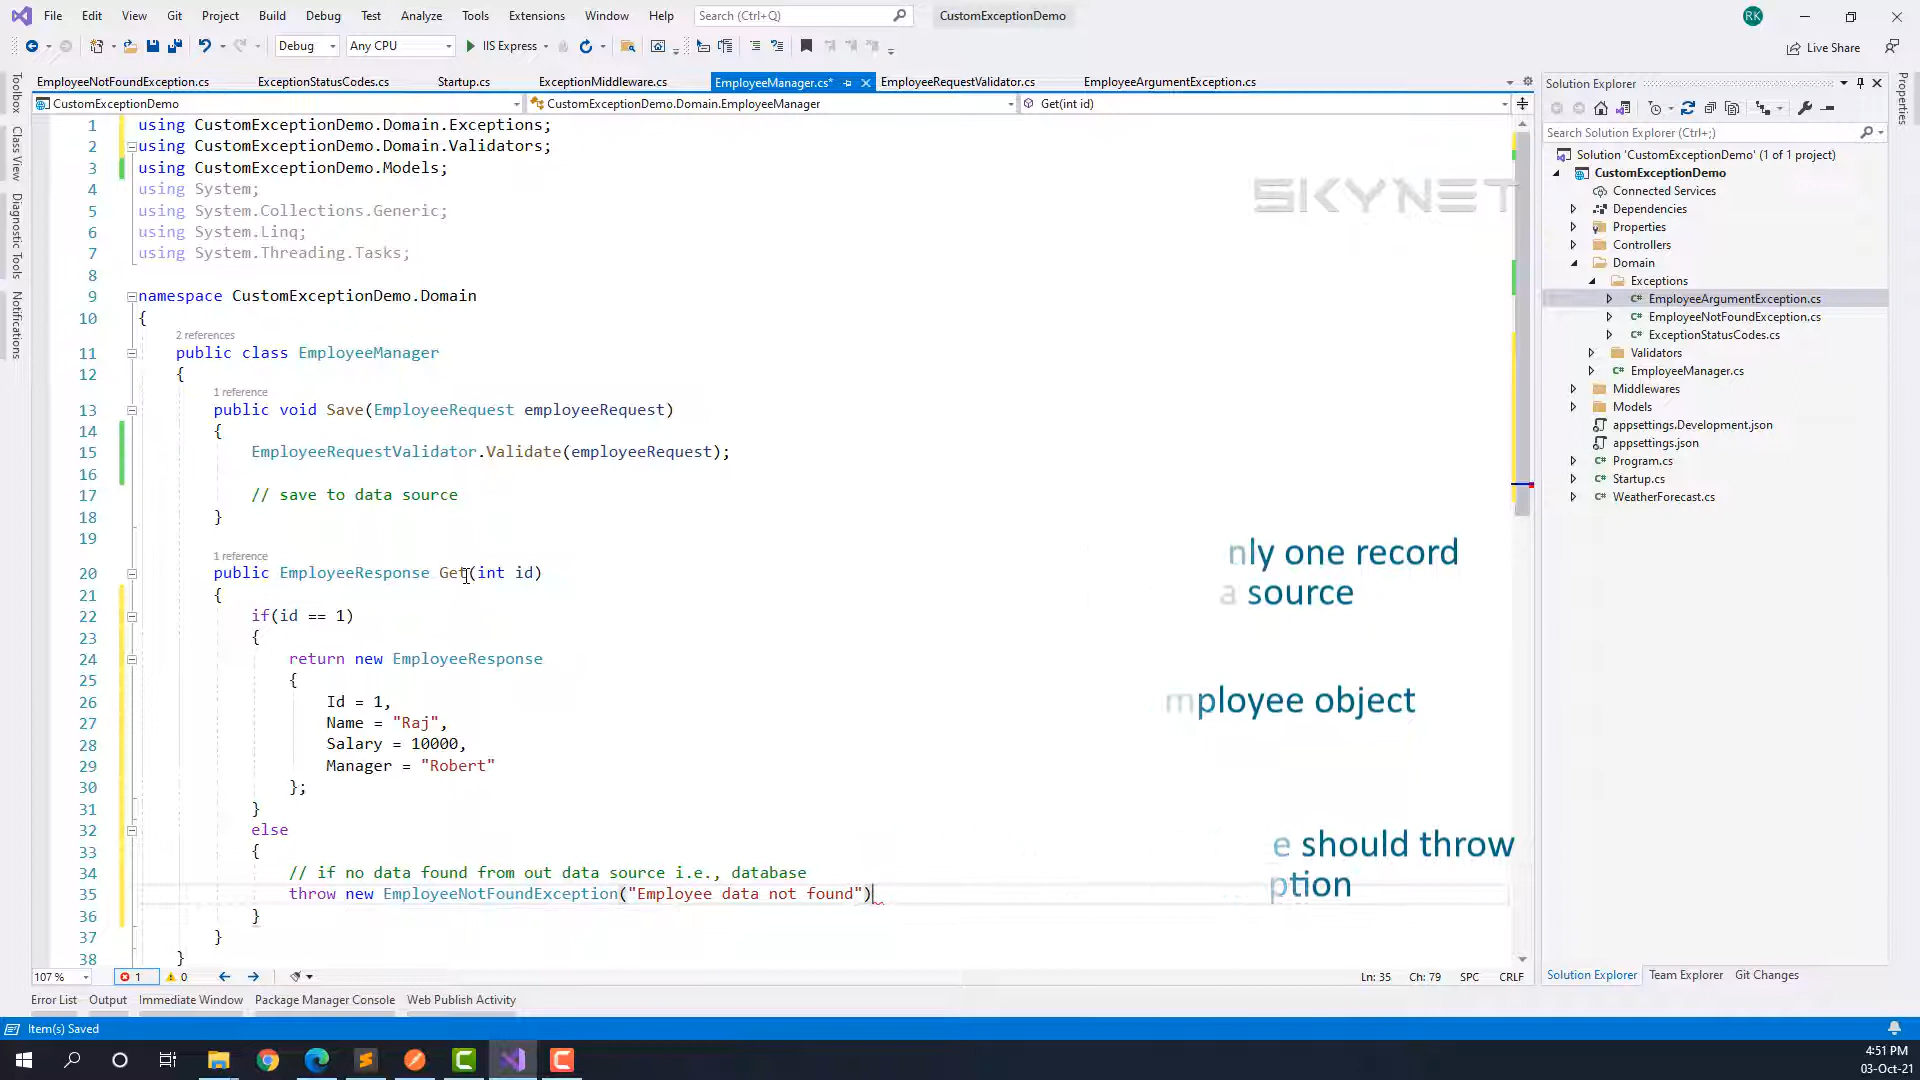 File Edit View Git Project Build Debug Test Analyze Tools Extensions Window Help Search (Ctrl+Q) CustomExceptionDemo RK
Debug Any CPU IIS Express Live Share
EmployeeNotFoundException.cs ExceptionStatusCodes.cs Startup.cs ExceptionMiddleware.cs EmployeeManager.cs* EmployeeRequestValidator.cs EmployeeArgumentException.cs
CustomExceptionDemo CustomExceptionDemo.Domain.EmployeeManager Get(int id)
Toolbox
Class View
Diagnostic Tools
Notifications
1 using CustomExceptionDemo.Domain.Exceptions;
2 using CustomExceptionDemo.Domain.Validators;
3 using CustomExceptionDemo.Models;
4 using System;
5 using System.Collections.Generic;
6 using System.Linq;
7 using System.Threading.Tasks;
8
9 namespace CustomExceptionDemo.Domain
10 {
2 references
11 public class EmployeeManager
12 {
1 reference
13 public void Save(EmployeeRequest employeeRequest)
14 {
15 EmployeeRequestValidator.Validate(employeeRequest);
16
17 // save to data source
18 }
19
1 reference
20 public EmployeeResponse Get(int id)
21 {
22 if(id == 1)
23 {
24 return new EmployeeResponse
25 {
26 Id = 1,
27 Name = "Raj",
28 Salary = 10000,
29 Manager = "Robert"
30 };
31 }
32 else
33 {
34 // if no data found from out data source i.e., database
35 throw new EmployeeNotFoundException("Employee data not found")
36 }
37 }
38 }
SKYNET
nly one record
a source
mployee object
e should throw
ption
Solution Explorer
Search Solution Explorer (Ctrl+;)
Solution 'CustomExceptionDemo' (1 of 1 project)
CustomExceptionDemo
Connected Services
Dependencies
Properties
Controllers
Domain
Exceptions
C# EmployeeArgumentException.cs
C# EmployeeNotFoundException.cs
C# ExceptionStatusCodes.cs
Validators
C# EmployeeManager.cs
Middlewares
Models
appsettings.Development.json
appsettings.json
C# Program.cs
C# Startup.cs
C# WeatherForecast.cs
Properties
107 % 1 0 Ln: 35 Ch: 79 SPC CRLF
Solution Explorer Team Explorer Git Changes
Error List Output Immediate Window Package Manager Console Web Publish Activity
Item(s) Saved
4:51 PM
03-Oct-21